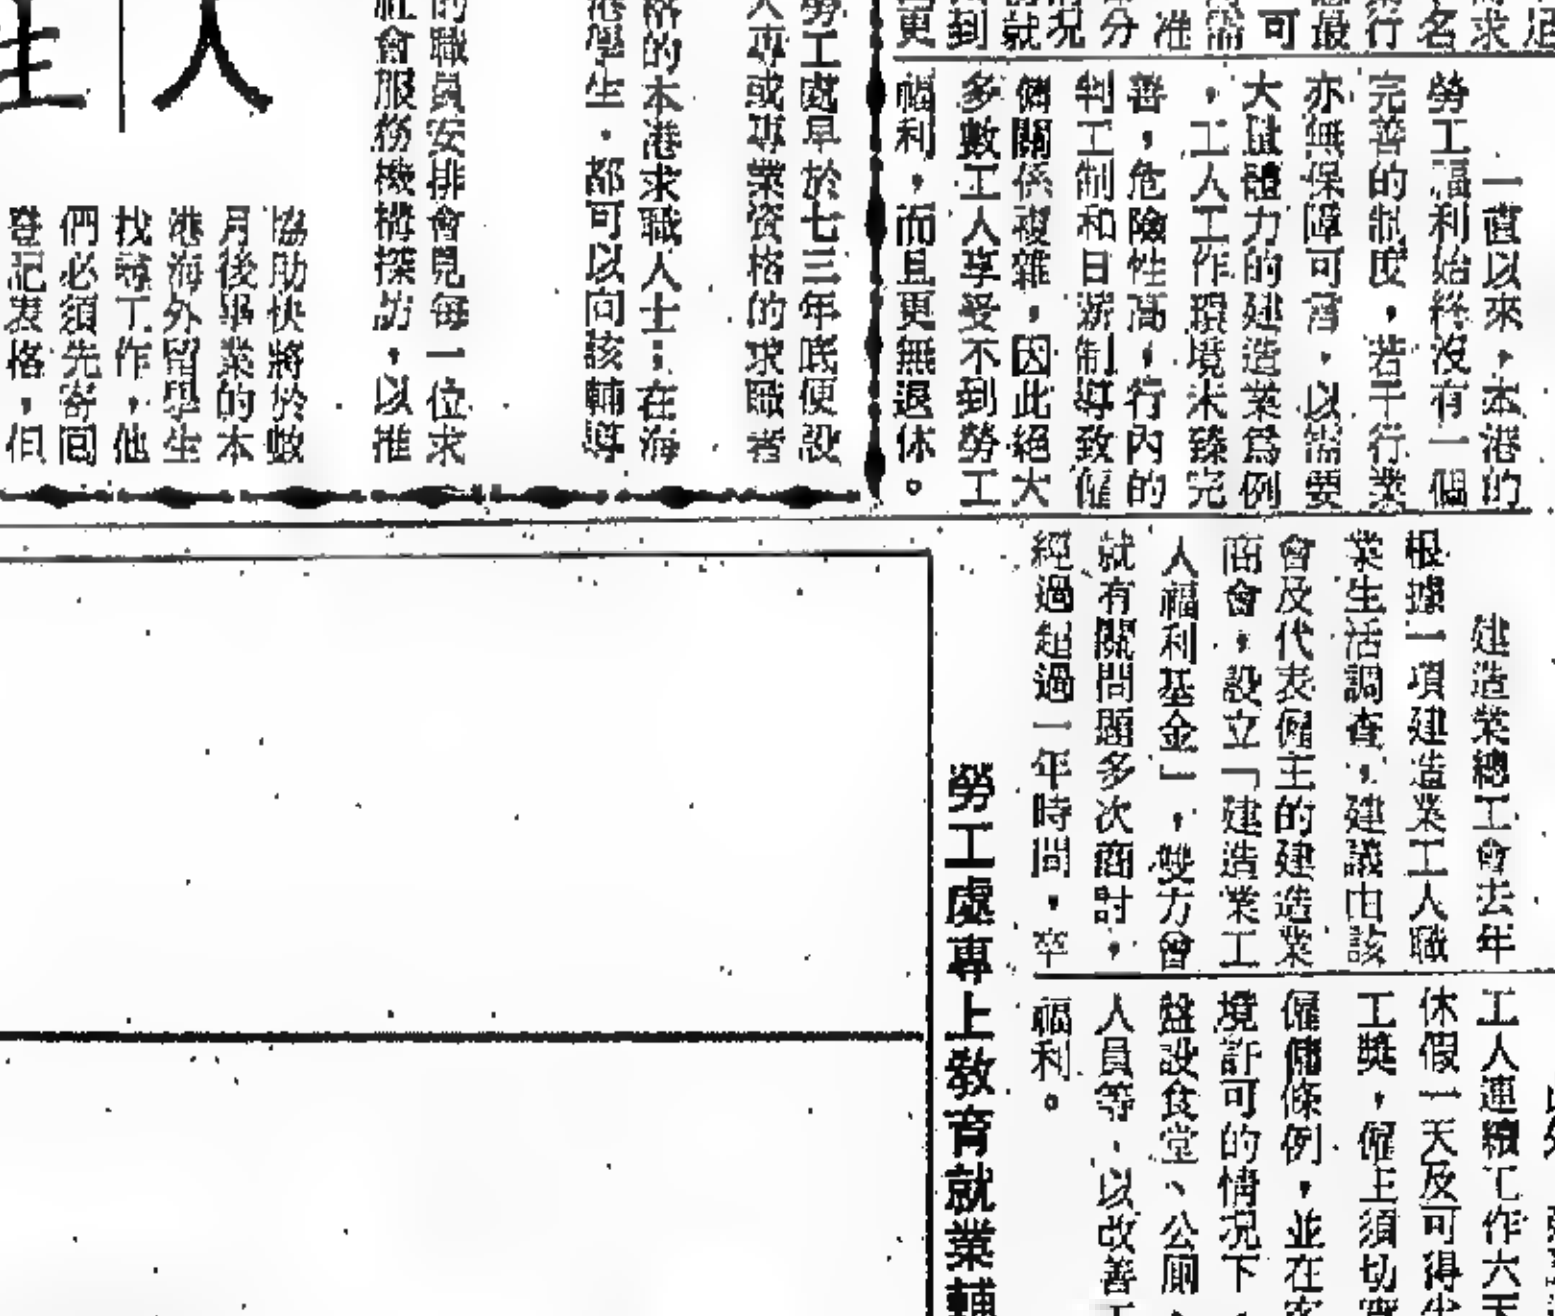 一直以來，本港的
勞工福利始終沒有一個
完善的制度，若干行業
亦無保障可言，以需要
大量體力的建造業爲例
，工人工作環境未臻完
善，危險性高，行內的
判工制和日薪制導致僱
傭關係複雜，因此絕大
多數工人享受不到勞工
福利，而且更無退休。
建造業總工會去年
根據一項建造業工人職
業生活調查，建議由該
會及代表僱主的建造業
商會，設立「建造業工
人福利基金」，雙方曾
就有關問題多次商討，
經過超過一年時間，卒
工人連續工作六天
休假一天及可得
工獎，僱主須切
僱傭條例，並在
境許可的情况下，
盤設食堂、公厠、
人員等，以改善工
福利。
勞工處專上教育就業輔
勞工處早於七三年底便設
大專或專業資格的求職者
格的本港求職人士；在海
港學生，都可以向該輔導
的職員安排會見每一位求
社會服務機構探訪，以推
人
生
協助快將於數
月後畢業的本
港海外留學生
找尋工作，他
們必須先寄回
登記表格，但